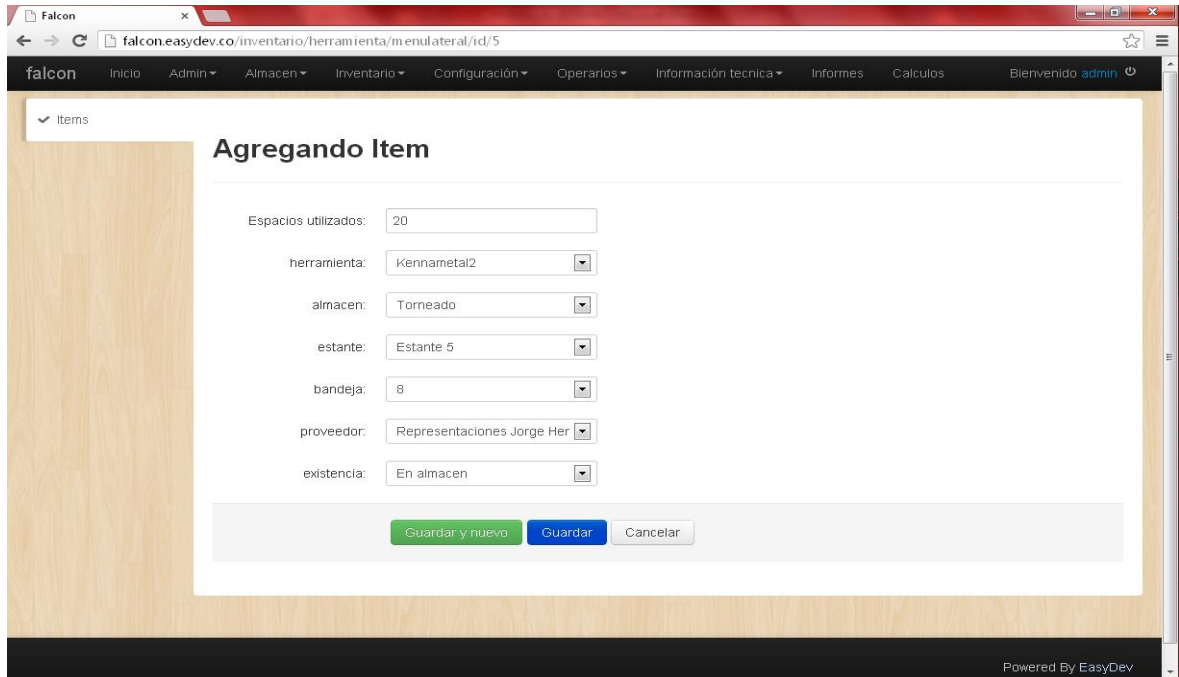 Falcon
falcon.easydev.co/inventario/herramienta/menulateral/id/5
falcon Inicio Admin Almacen Inventario Configuración Operarios Información tecnica Informes Calculos Bienvenido admin
Items
Agregando Item
Espacios utilizados: 20
herramienta: Kennametal2
almacen: Torneado
estante: Estante 5
bandeja: 8
proveedor: Representaciones Jorge Her
existencia: En almacen
Guardar y nuevo Guardar Cancelar
Powered By EasyDev